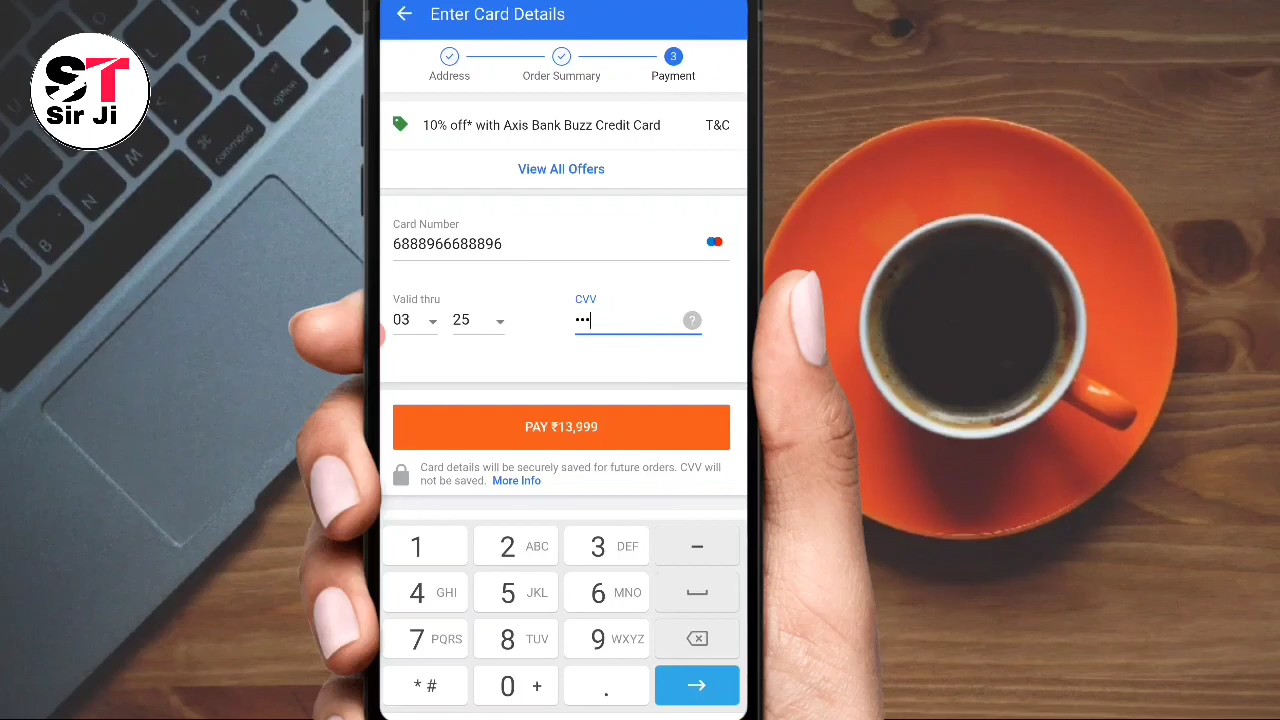 ST
Sir Ji
Enter Card Details
3
Address Order Summary Payment
10% off* with Axis Bank Buzz Credit Card T&C
View All Offers
Card Number
6888966688896
Valid thru CVV
03 25 ••• ?
PAY ₹13,999
Card details will be securely saved for future orders. CVV will
not be saved. More Info
1 2 ABC 3 DEF –
4 GHI 5 JKL 6 MNO
7 PQRS 8 TUV 9 WXYZ
* # 0 + .
command
option
H
N
B
V
M